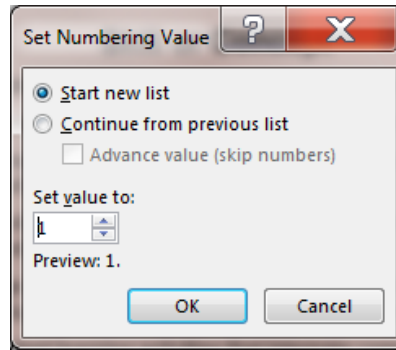 Set Numbering Value
Start new list
Continue from previous list
Advance value (skip numbers)
Set value to:
1
Preview: 1.
OK
Cancel